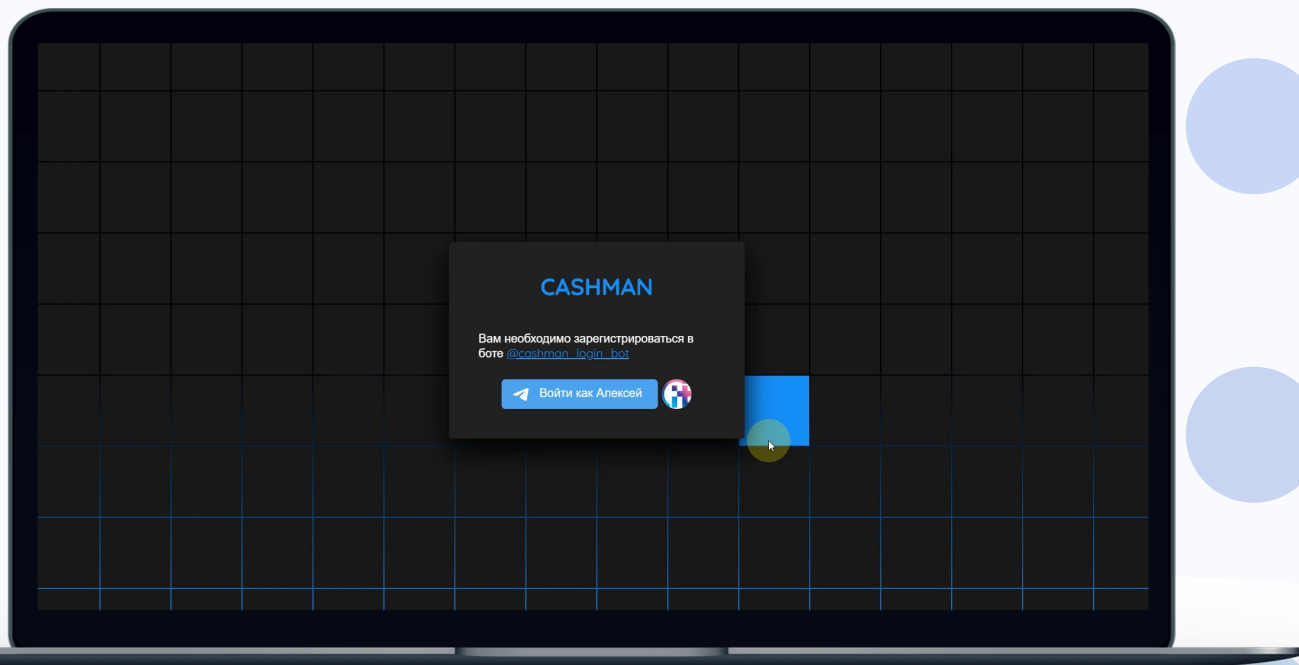 CASHMAN
Вам необходимо зарегистрироваться в
боте @cashman_login_bot
Войти как Алексей